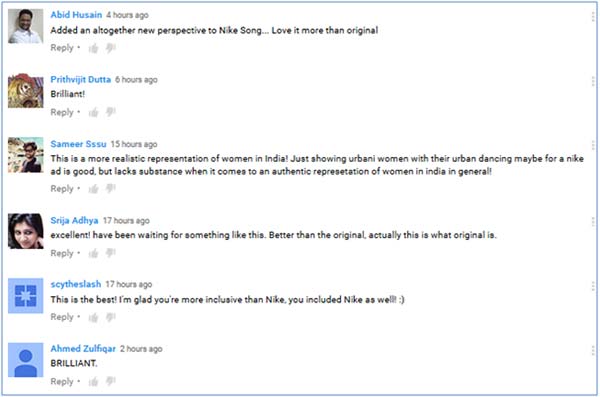 Abid Husain 4 hours ago
Added an altogether new perspective to Nike Song... Love it more than original
Reply •
Prithvijit Dutta 6 hours ago
Brilliant!
Reply •
Sameer Sssu 15 hours ago
This is a more realistic representation of women in India! Just showing urbani women with their urban dancing maybe for a nike
ad is good, but lacks substance when it comes to an authentic represetation of women in india in general!
Reply •
Srija Adhya 17 hours ago
excellent! have been waiting for something like this. Better than the original, actually this is what original is.
Reply •
scytheslash 17 hours ago
This is the best! I'm glad you're more inclusive than Nike, you included Nike as well! :)
Reply •
Ahmed Zulfiqar 2 hours ago
BRILLIANT.
Reply •